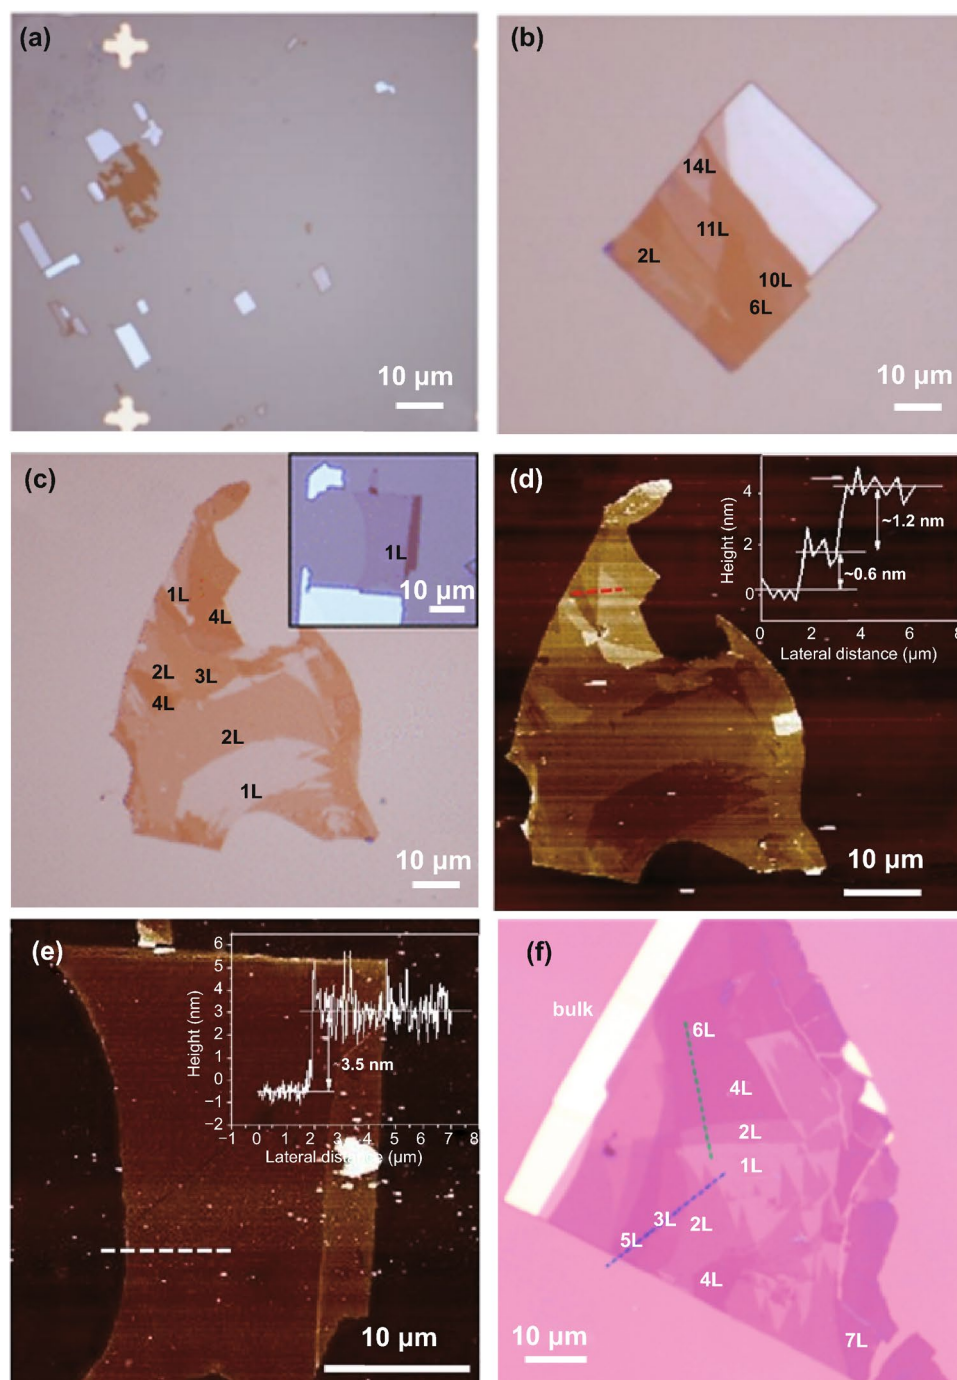 (a)
10 µm
(b)
14L
11L
2L
10L
6L
10 µm
(c)
1L
10 µm
1L
4L
2L
3L
4L
2L
1L
10 µm
(d)
Height (nm)
4
2
0
~1.2 nm
~0.6 nm
0 2 4 6 8
Lateral distance (µm)
10 µm
(e)
Height (nm)
6
5
4
3
2
1
0
−1
−2
~3.5 nm
−1 0 1 2 3 4 5 6 7 8
Lateral distance (µm)
10 µm
(f)
bulk
6L
4L
2L
1L
3L
2L
5L
4L
7L
10 µm